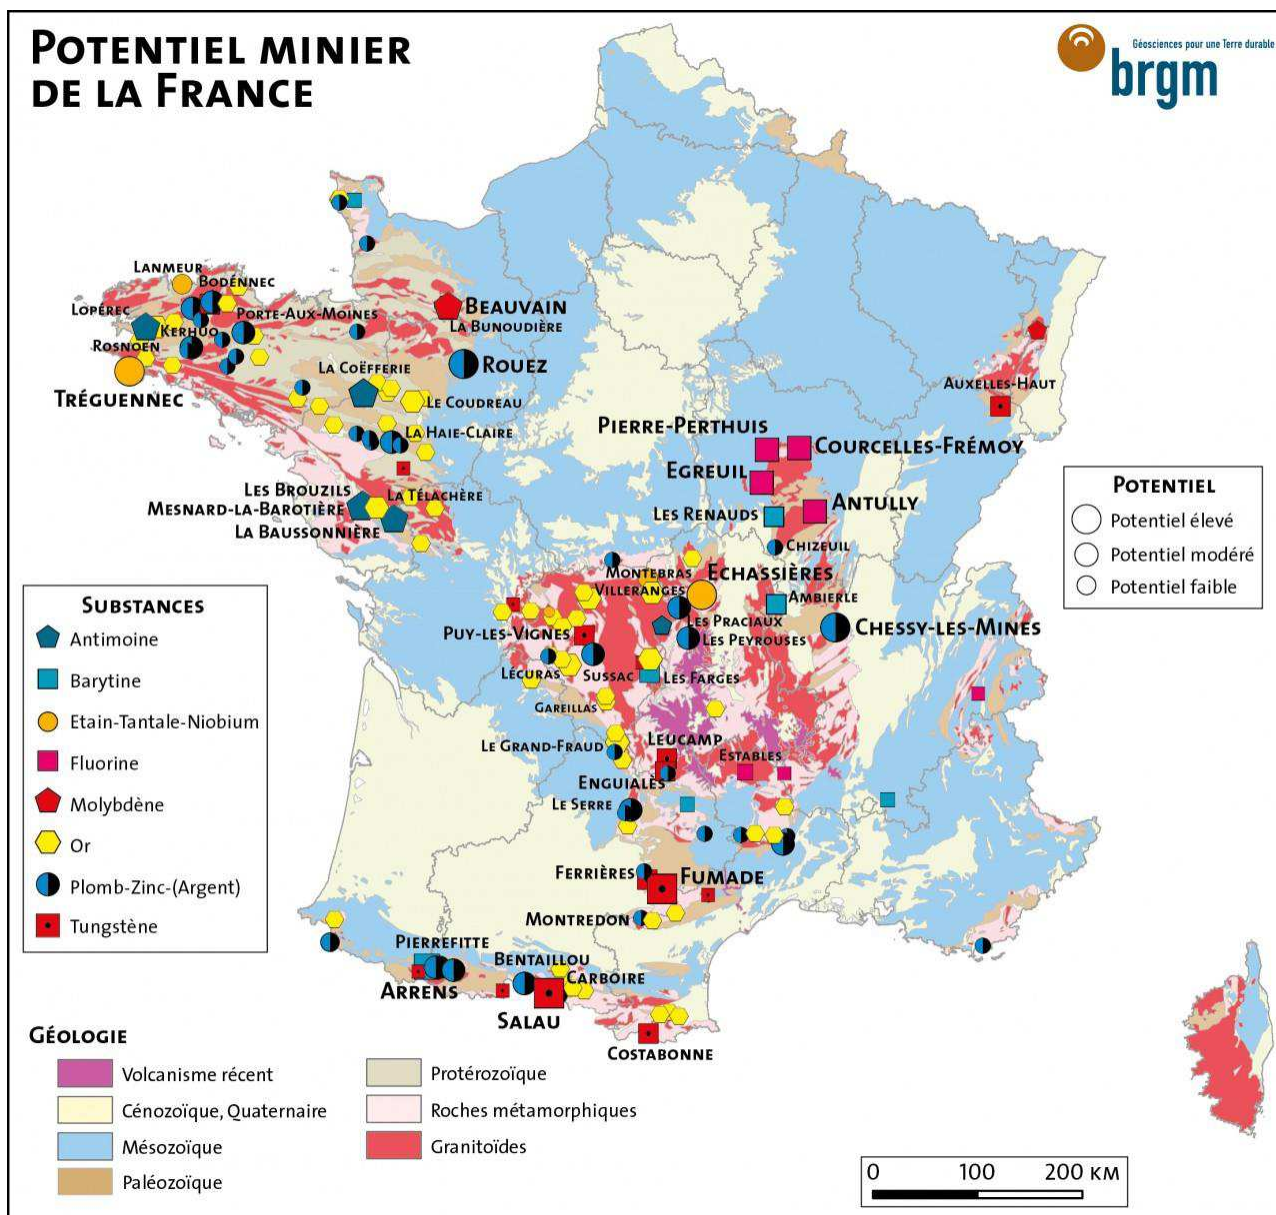 POTENTIEL MINIER
DE LA FRANCE
Géosciences pour une Terre durable
brgm
LANMEUR
BODÉNNEC
LOPÉREC
PORTE-AUX-MOINES
KERHUO
ROSNOEN
TRÉGUENNEC
BEAUVAIN
LA BUNOUDIÈRE
ROUEZ
LA COËFFERIE
LE COUDREAU
LA HAIE-CLAIRE
AUXELLES-HAUT
PIERRE-PERTHUIS
COURCELLES-FRÉMOY
EGREUIL
LES BROUZILS
LA TÉLACHÈRE
MESNARD-LA-BAROTIÈRE
LA BAUSSONNIÈRE
LES RENAUDS
ANTULLY
CHIZEUIL
POTENTIEL
Potentiel élevé
Potentiel modéré
Potentiel faible
MONTEBRAS
ECHASSIÈRES
VILLERANGES
AMBIERLE
LES PRACIAUX
PUY-LES-VIGNES
LES PEYROUSES
CHESSY-LES-MINES
LÉCURAS
SUSSAC
LES FARGES
GAREILLAS
LE GRAND-FRAUD
LEUCAMP
ESTABLES
ENGUIALÈS
LE SERRE
FERRIÈRES
FUMADE
MONTREDON
PIERREFITTE
BENTAILLOU
CARBOIRE
ARRENS
SALAU
COSTABONNE
SUBSTANCES
Antimoine
Barytine
Etain-Tantale-Niobium
Fluorine
Molybdène
Or
Plomb-Zinc-(Argent)
Tungstène
GÉOLOGIE
Volcanisme récent
Cénozoïque, Quaternaire
Mésozoïque
Paléozoïque
Protérozoïque
Roches métamorphiques
Granitoïdes
0 100 200 KM